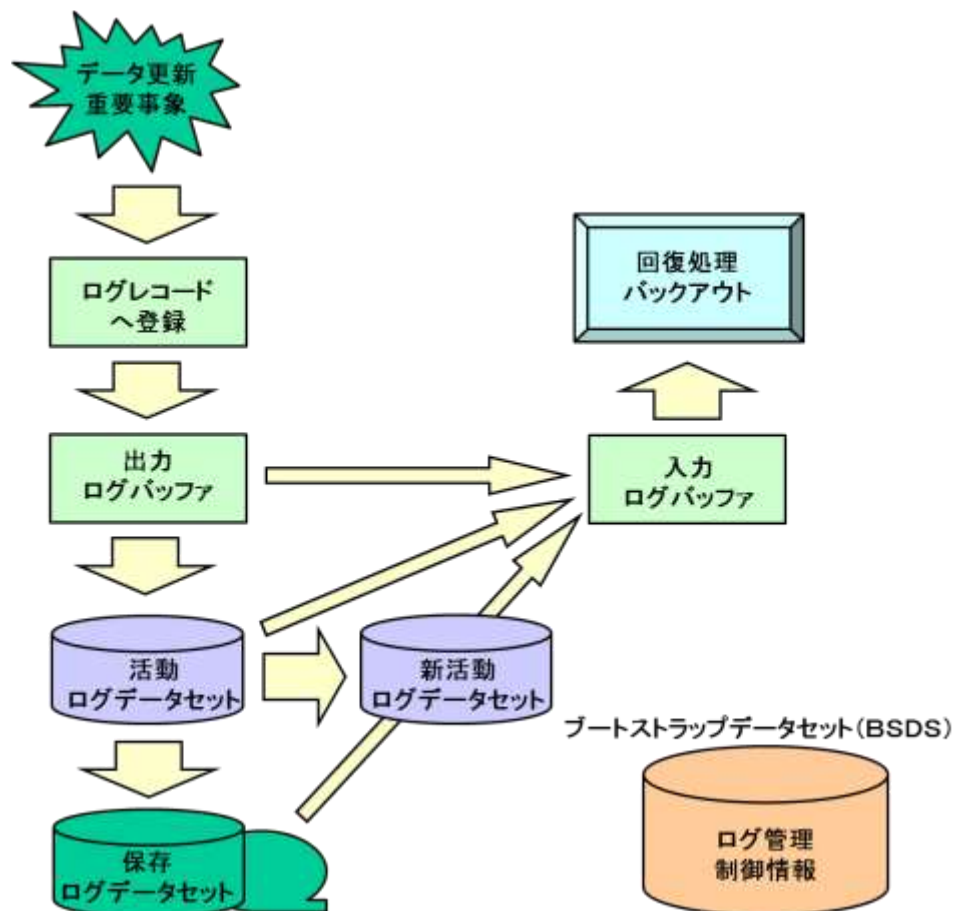 データ更新
重要事象
ログレコード
へ登録
出力
ログバッファ
活動
ログデータセット
保存
ログデータセット
新活動
ログデータセット
回復処理
バックアウト
入力
ログバッファ
ブートストラップデータセット(BSDS)
ログ管理
制御情報